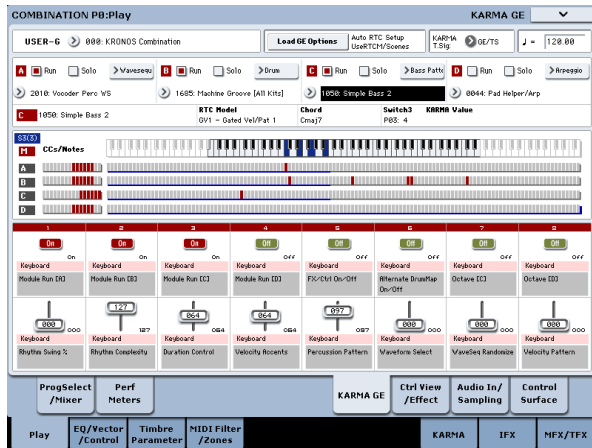 COMBINATION P0:Play
KARMA GE
USER-G 000: KRONOS Combination
Load GE Options
Auto RTC Setup
UseRTCM/Scenes
KARMA
T.Sig:
GE/TS
♩ = 120.00
A Run Solo >Wavesequ
B Run Solo >Drum
C Run Solo >Bass Patte
D Run Solo >Arpeggio
2010: Vocoder Perc WS
1685: Machine Groove [All Kits]
1050: Simple Bass 2
0044: Pad Helper/Arp
C 1050: Simple Bass 2
RTC Model
GV1 - Gated Vel/Pat 1
Chord
Cmaj7
Switch3
P03: 4
KARMA Value
S3(3)
M CCs/Notes
A
B
C
D
1 2 3 4 5 6 7 8
On On On Off Off Off Off Off
On On On Off Off Off Off Off
Keyboard Keyboard Keyboard Keyboard Keyboard Keyboard Keyboard Keyboard
Module Run [A]
Module Run [B]
Module Run [C]
Module Run [D]
FX/Ctrl On/Off
Alternate DrumMap
On/Off
Octave [C]
Octave [D]
000 127 064 064 097 000 000 000
000 127 064 064 097 000 000 000
Keyboard Keyboard Keyboard Keyboard Keyboard Keyboard Keyboard Keyboard
Rhythm Swing %
Rhythm Complexity
Duration Control
Velocity Accents
Percussion Pattern
Waveform Select
WaveSeq Randomize
Velocity Pattern
ProgSelect
/Mixer
Perf
Meters
KARMA GE
Ctrl View
/Effect
Audio In/
Sampling
Control
Surface
Play
EQ/Vector
/Control
Timbre
Parameter
MIDI Filter
/Zones
KARMA
IFX
MFX/TFX